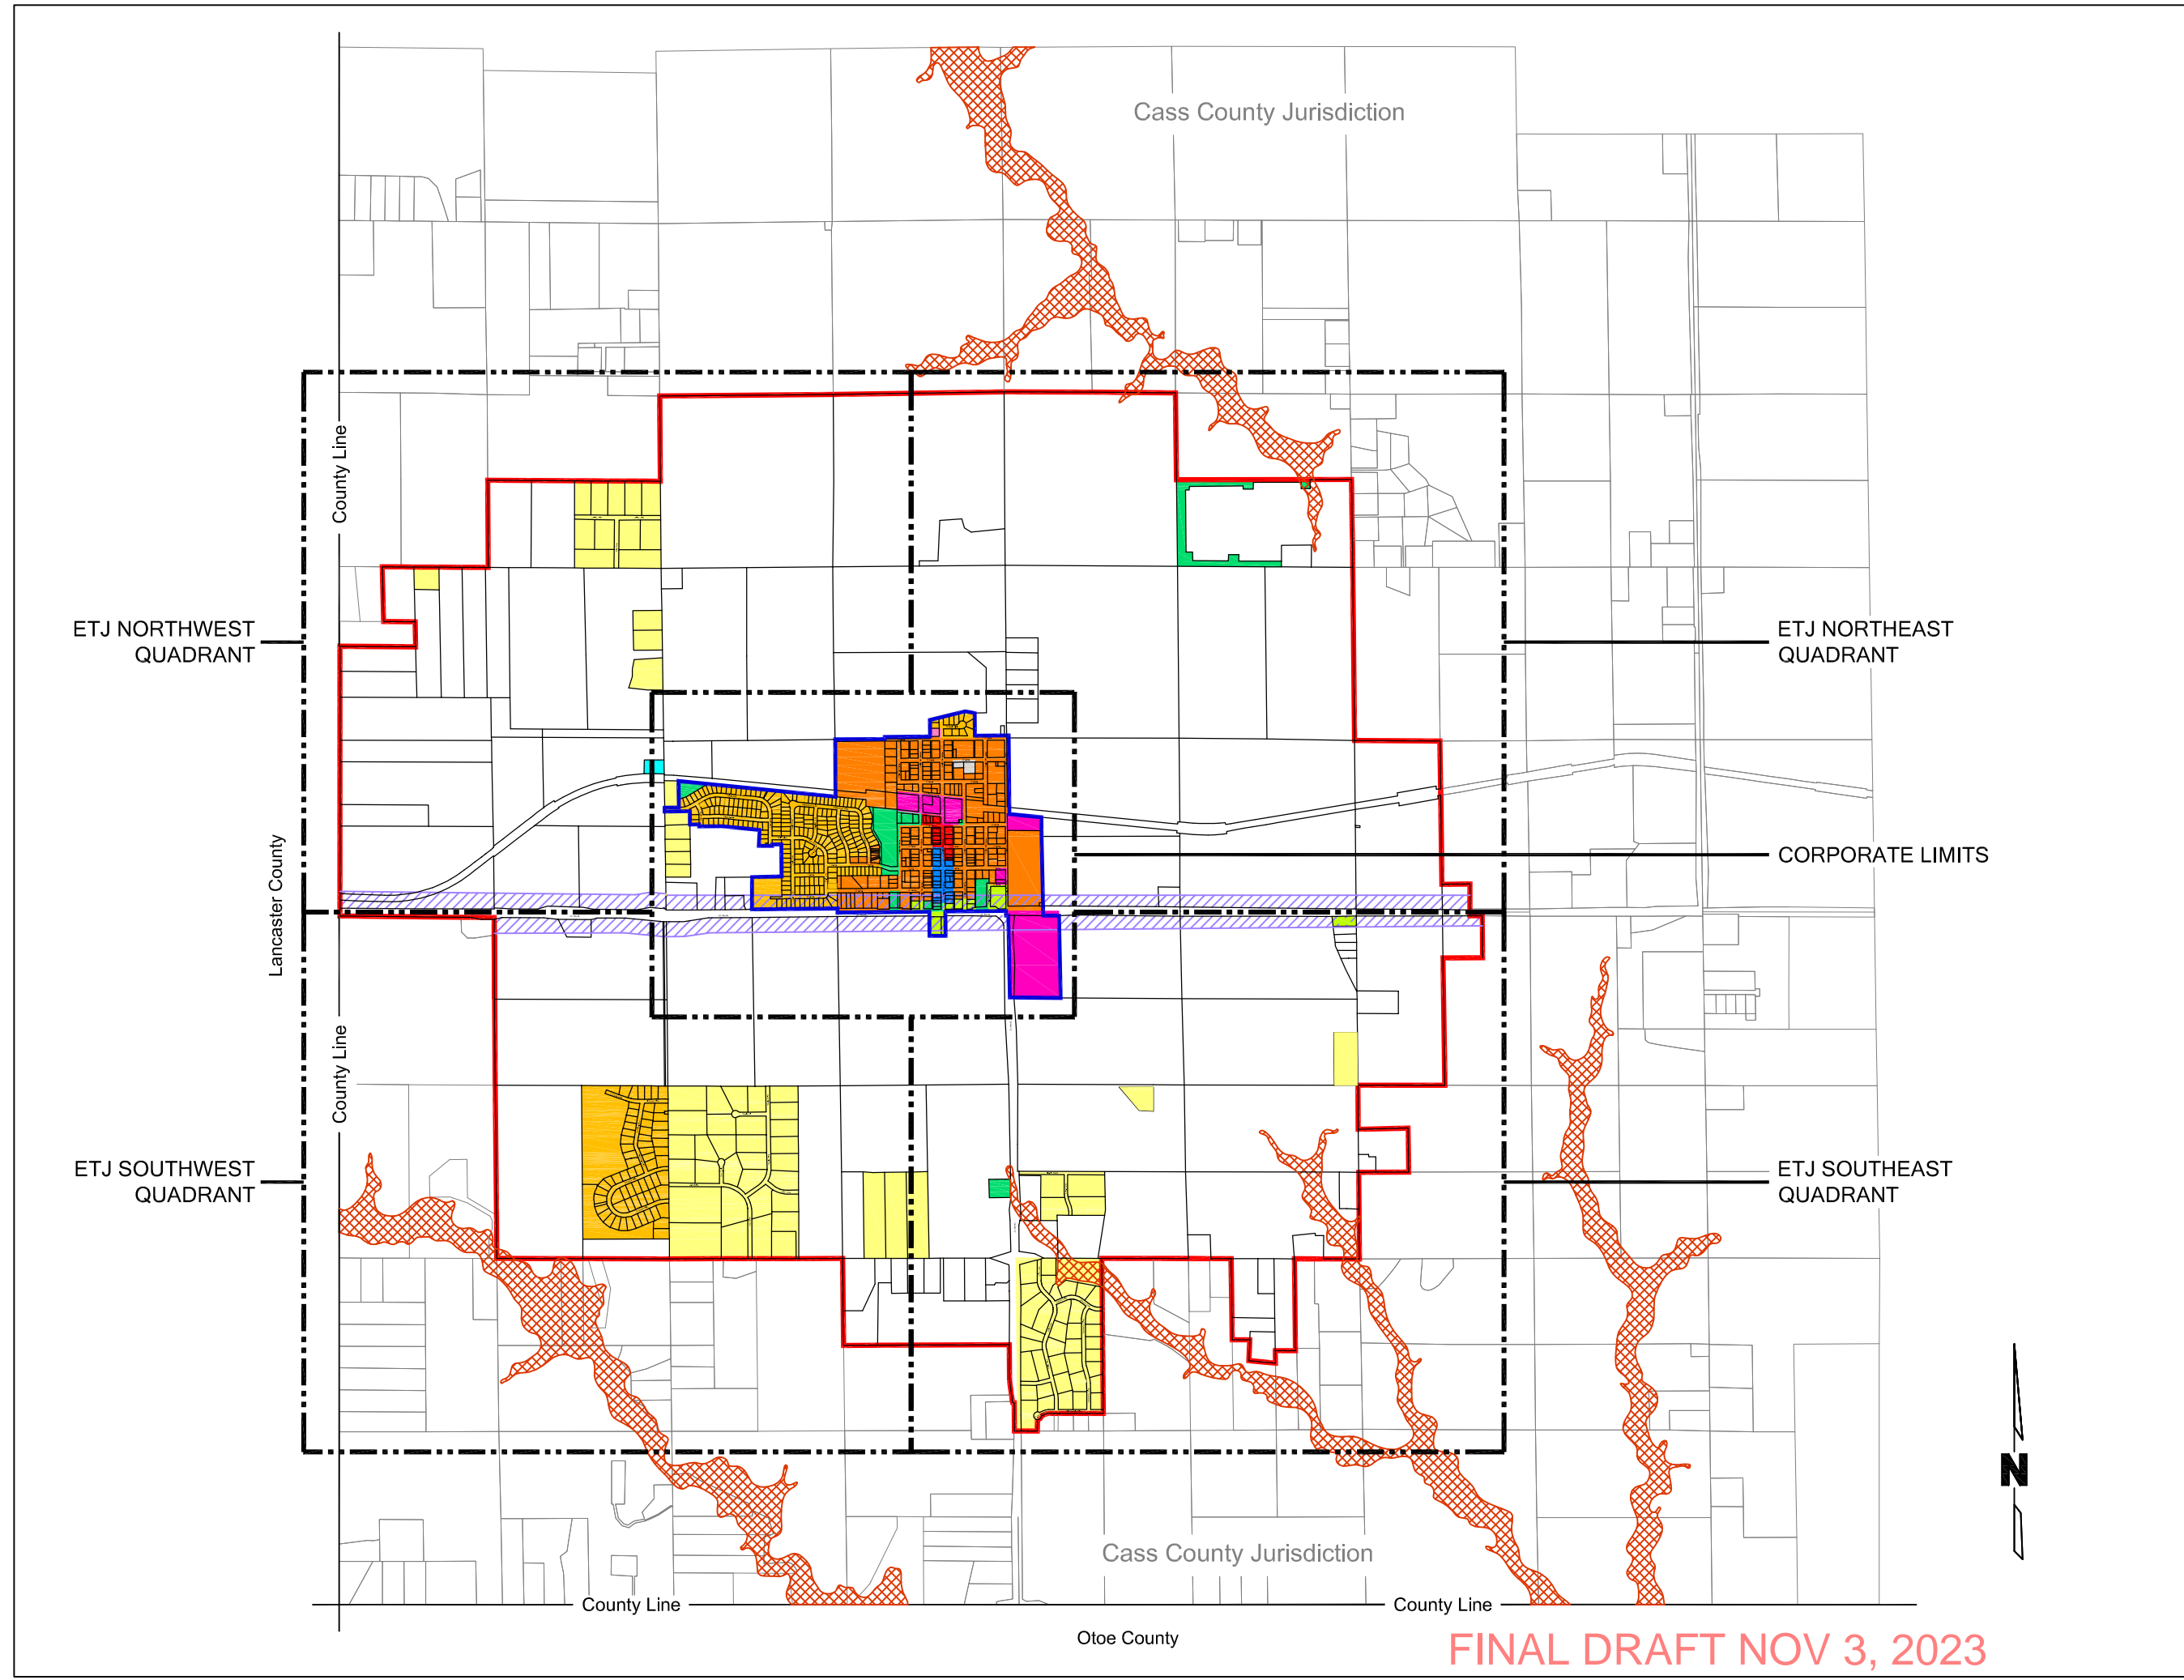 Cass County Jurisdiction
County Line
ETJ NORTHWEST
QUADRANT
ETJ NORTHEAST
QUADRANT
Lancaster County
CORPORATE LIMITS
County Line
ETJ SOUTHWEST
QUADRANT
ETJ SOUTHEAST
QUADRANT
N
Cass County Jurisdiction
County Line
County Line
Otoe County
FINAL DRAFT NOV 3, 2023